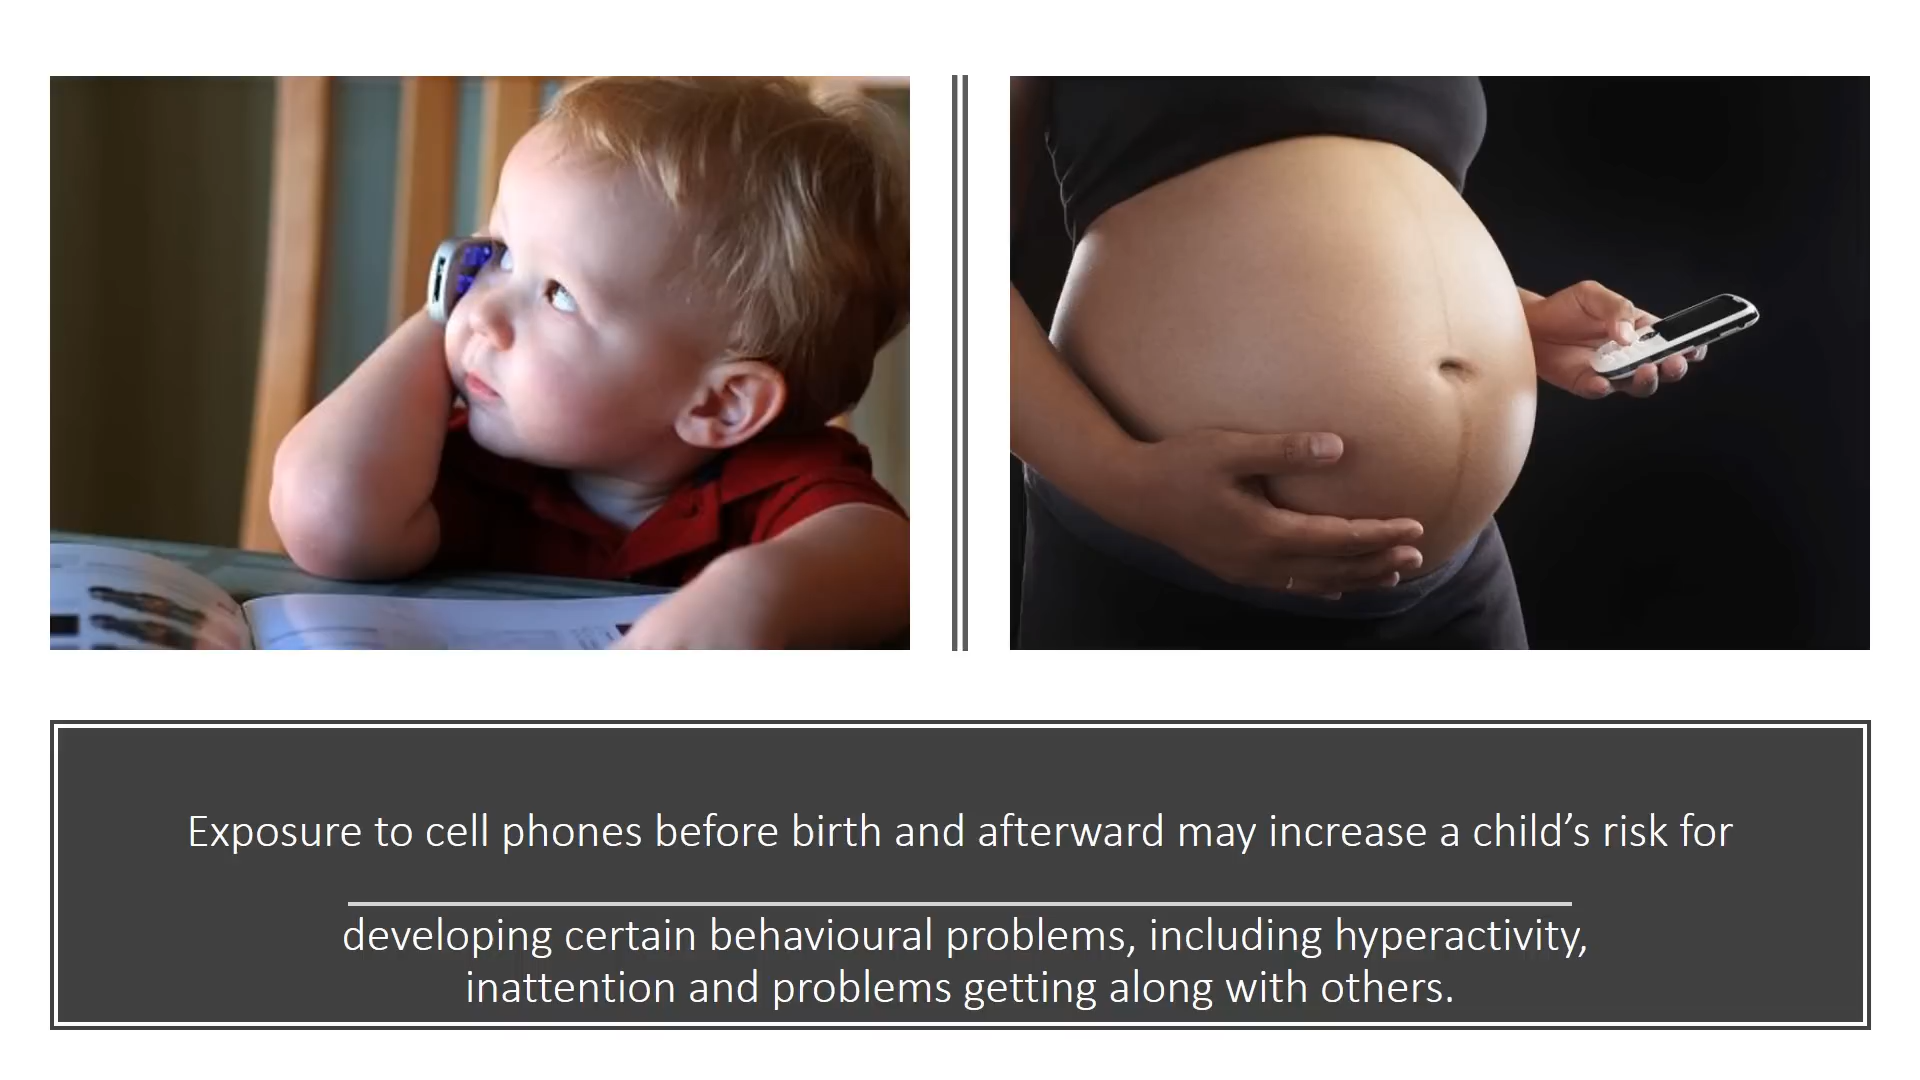 Exposure to cell phones before birth and afterward may increase a child’s risk for
developing certain behavioural problems, including hyperactivity,
inattention and problems getting along with others.